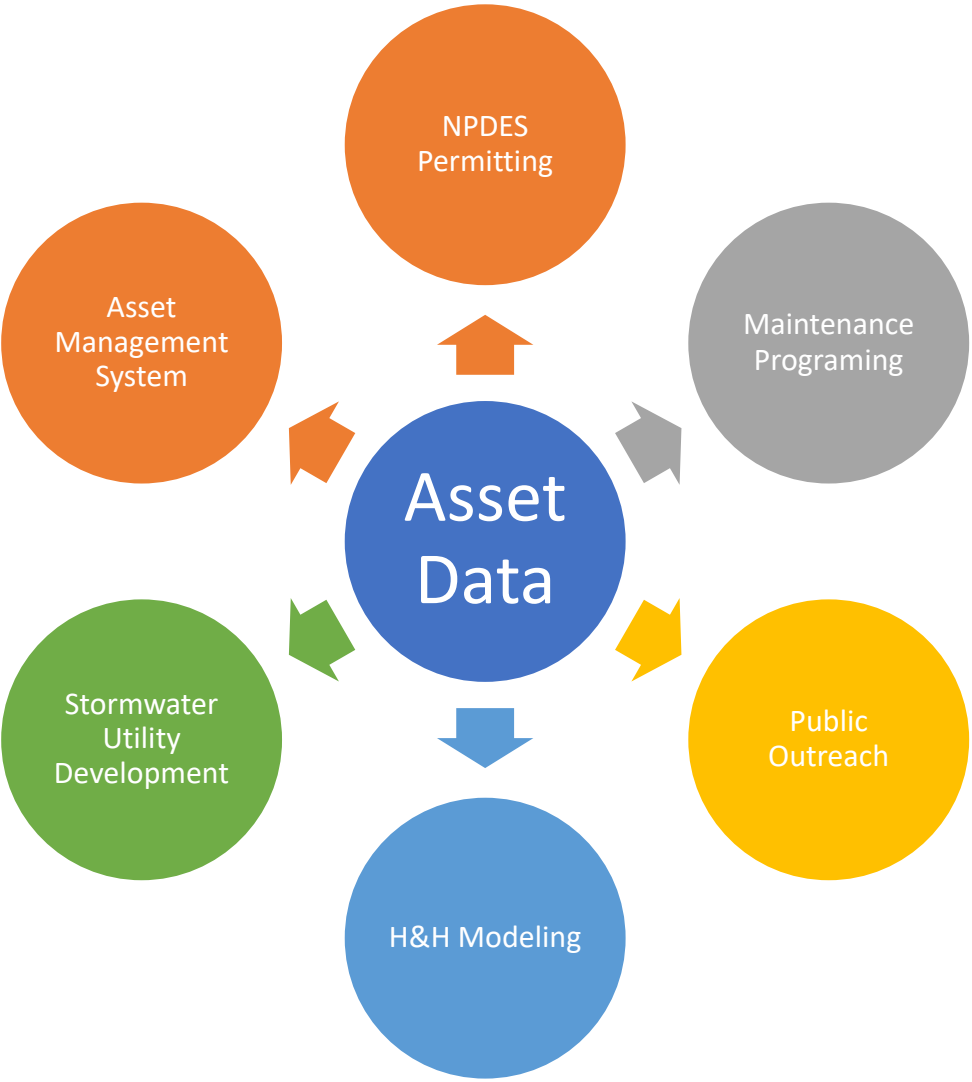 NPDES
Permitting
Asset
Management
System
Maintenance
Programing
Asset
Data
Stormwater
Utility
Development
Public
Outreach
H&H Modeling